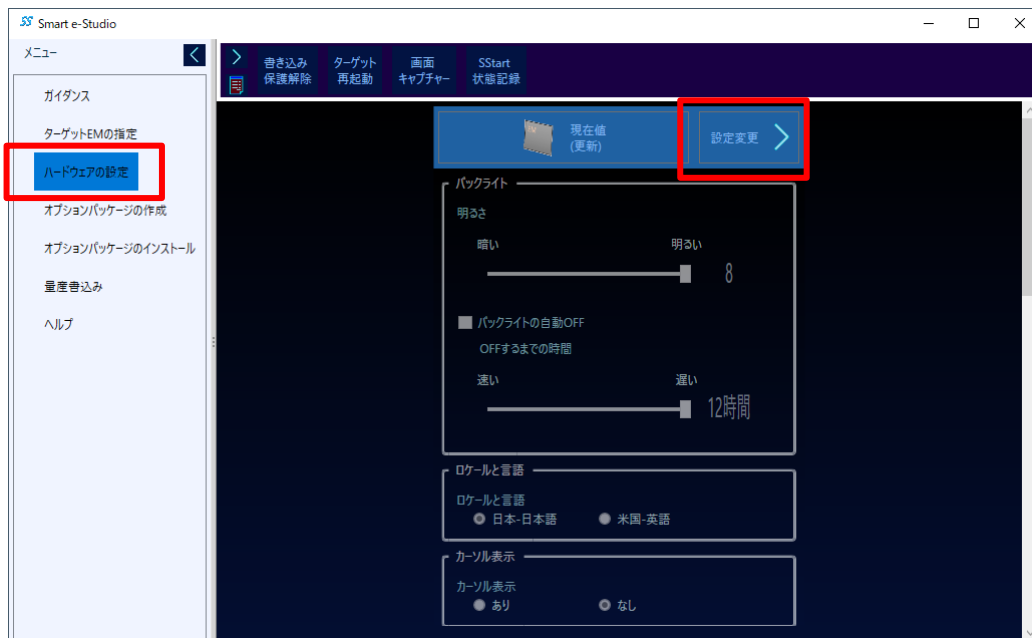 Smart e-Studio
メニュー
ガイダンス
ターゲットEMの指定
ハードウェアの設定
オプションパッケージの作成
オプションパッケージのインストール
量産書込み
ヘルプ
書き込み
保護解除
ターゲット
再起動
画面
キャプチャー
SStart
状態記録
現在値
(更新)
設定変更
バックライト
明るさ
暗い 明るい
8
バックライトの自動OFF
OFFするまでの時間
速い 遅い
12時間
ロケールと言語
ロケールと言語
日本-日本語 米国-英語
カーソル表示
カーソル表示
あり なし